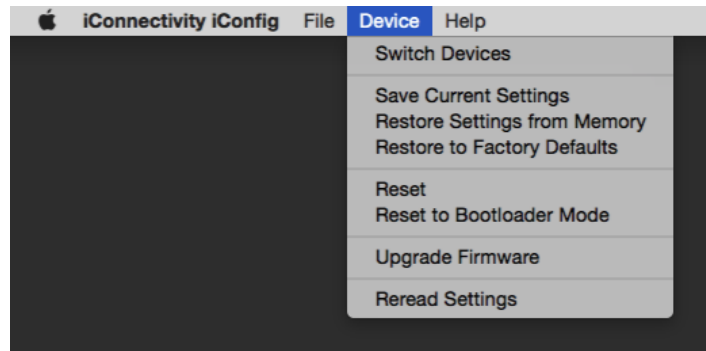 iConnectivity iConfig File Device Help
Switch Devices
Save Current Settings
Restore Settings from Memory
Restore to Factory Defaults
Reset
Reset to Bootloader Mode
Upgrade Firmware
Reread Settings